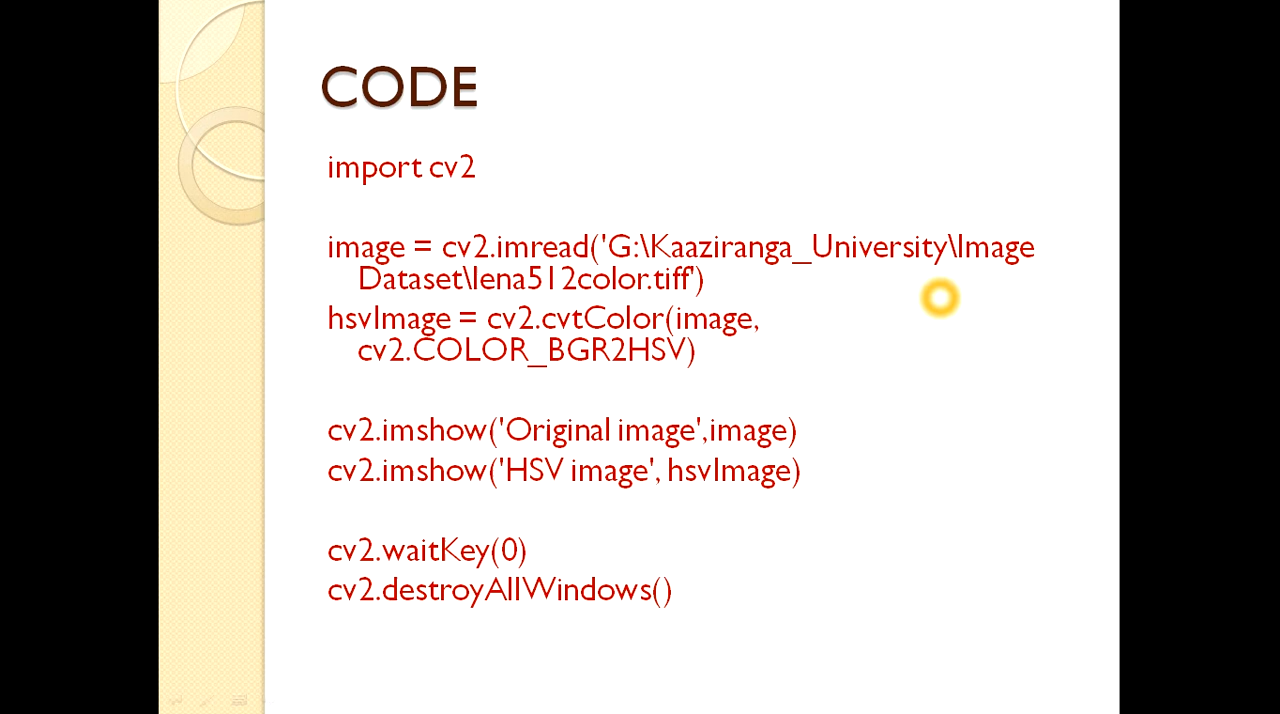 CODE
import cv2
image = cv2.imread('G:\Kaaziranga_University\Image
Dataset\lena512color.tiff')
hsvImage = cv2.cvtColor(image,
cv2.COLOR_BGR2HSV)
cv2.imshow('Original image',image)
cv2.imshow('HSV image', hsvImage)
cv2.waitKey(0)
cv2.destroyAllWindows()